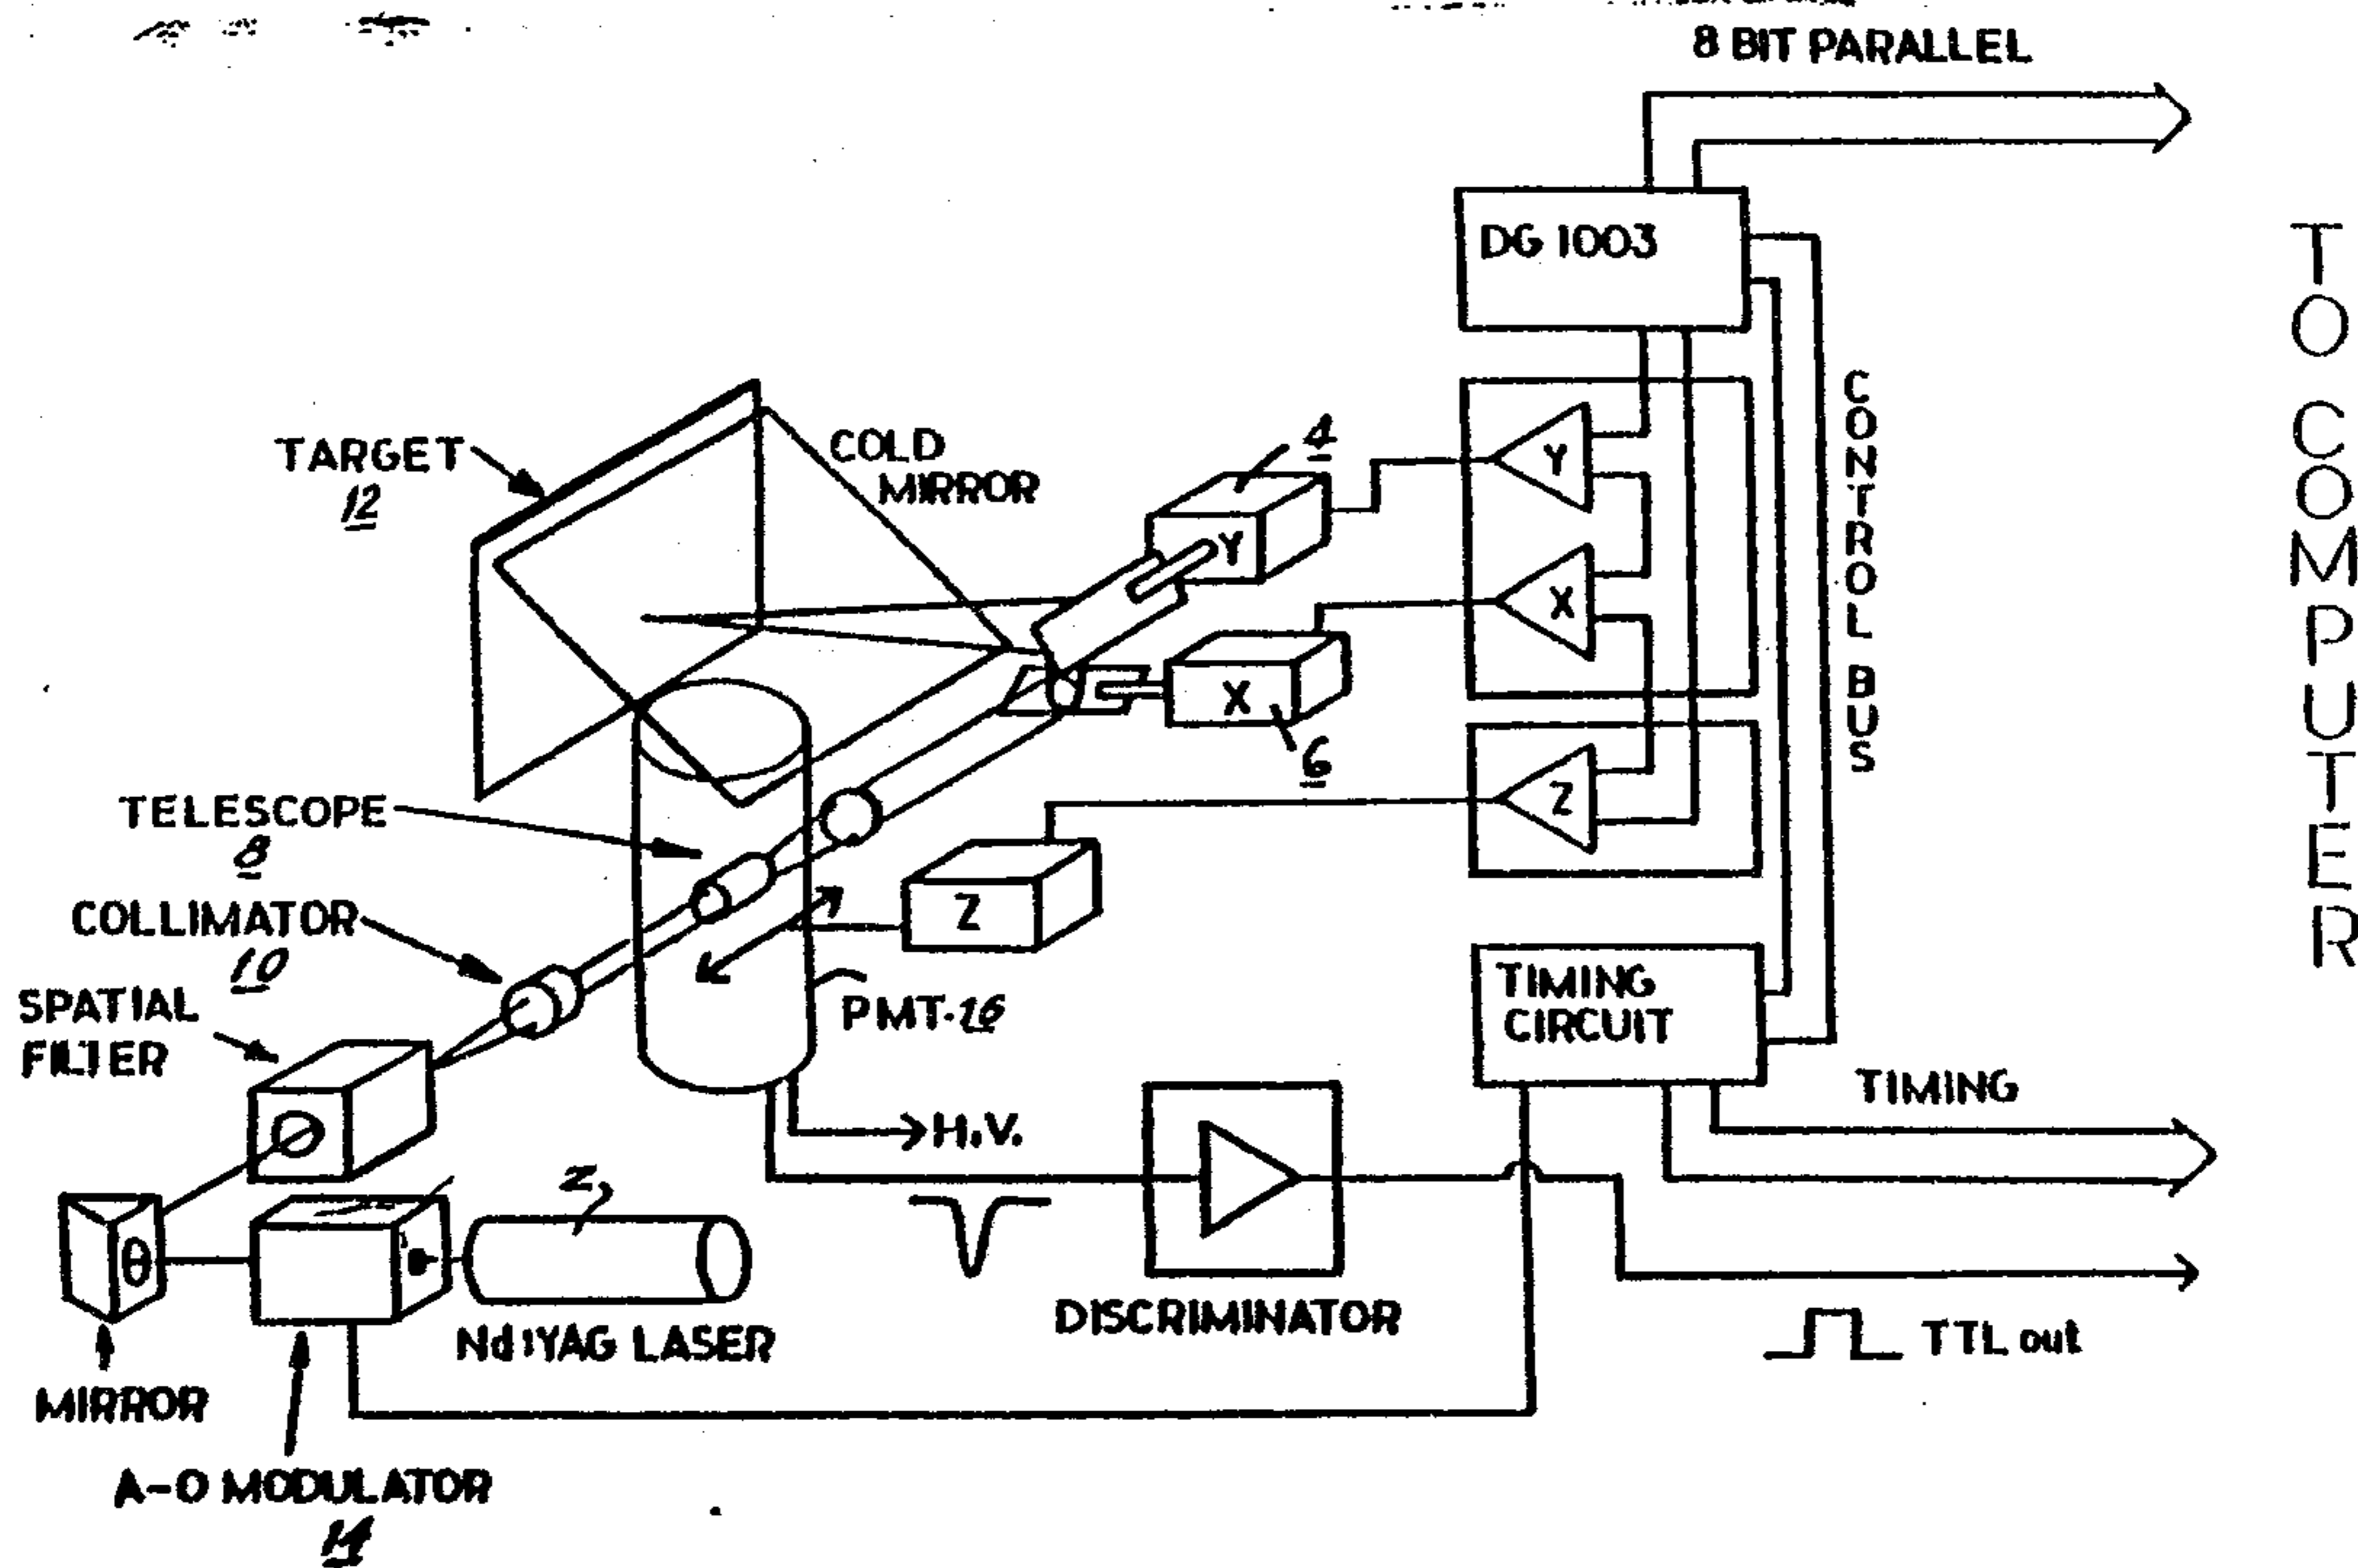 8 BIT PARALLEL
DG 1003
TO COMPUTER
CONTROL BUS
TARGET
12
COLD
MIRROR
4
Y
Y
X
X
6
TELESCOPE
8
Z
Z
COLLIMATOR
10
SPATIAL
FILTER
PMT-16
TIMING
CIRCUIT
TIMING
H.V.
2
θ
Nd:YAG LASER
DISCRIMINATOR
TTL out
MIRROR
A-O MODULATOR
14